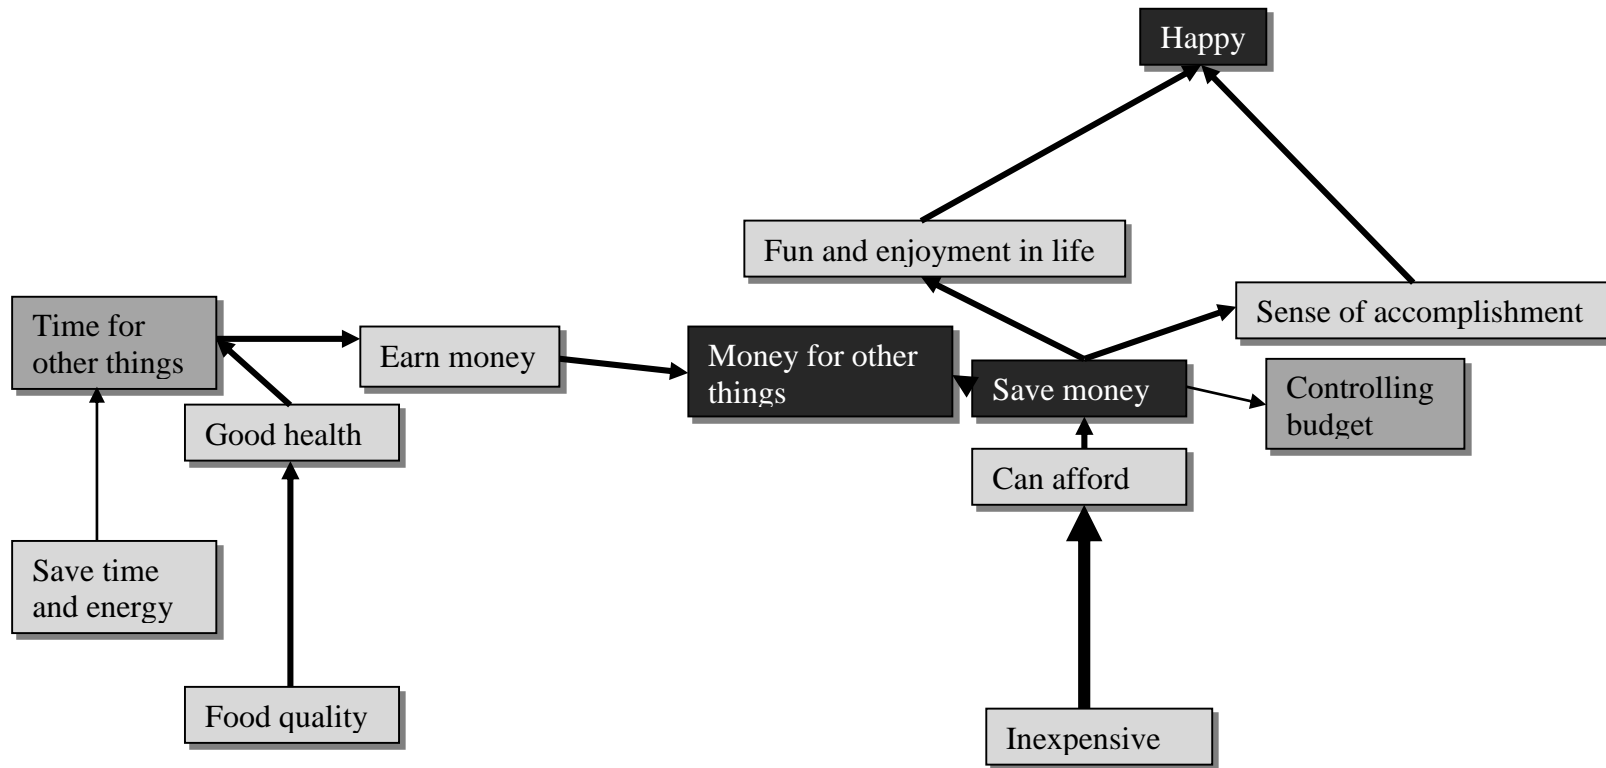 Happy
Fun and enjoyment in life
Sense of accomplishment
Time for
other things
Earn money
Money for other
things
Save money
Controlling
budget
Good health
Can afford
Save time
and energy
Food quality
Inexpensive